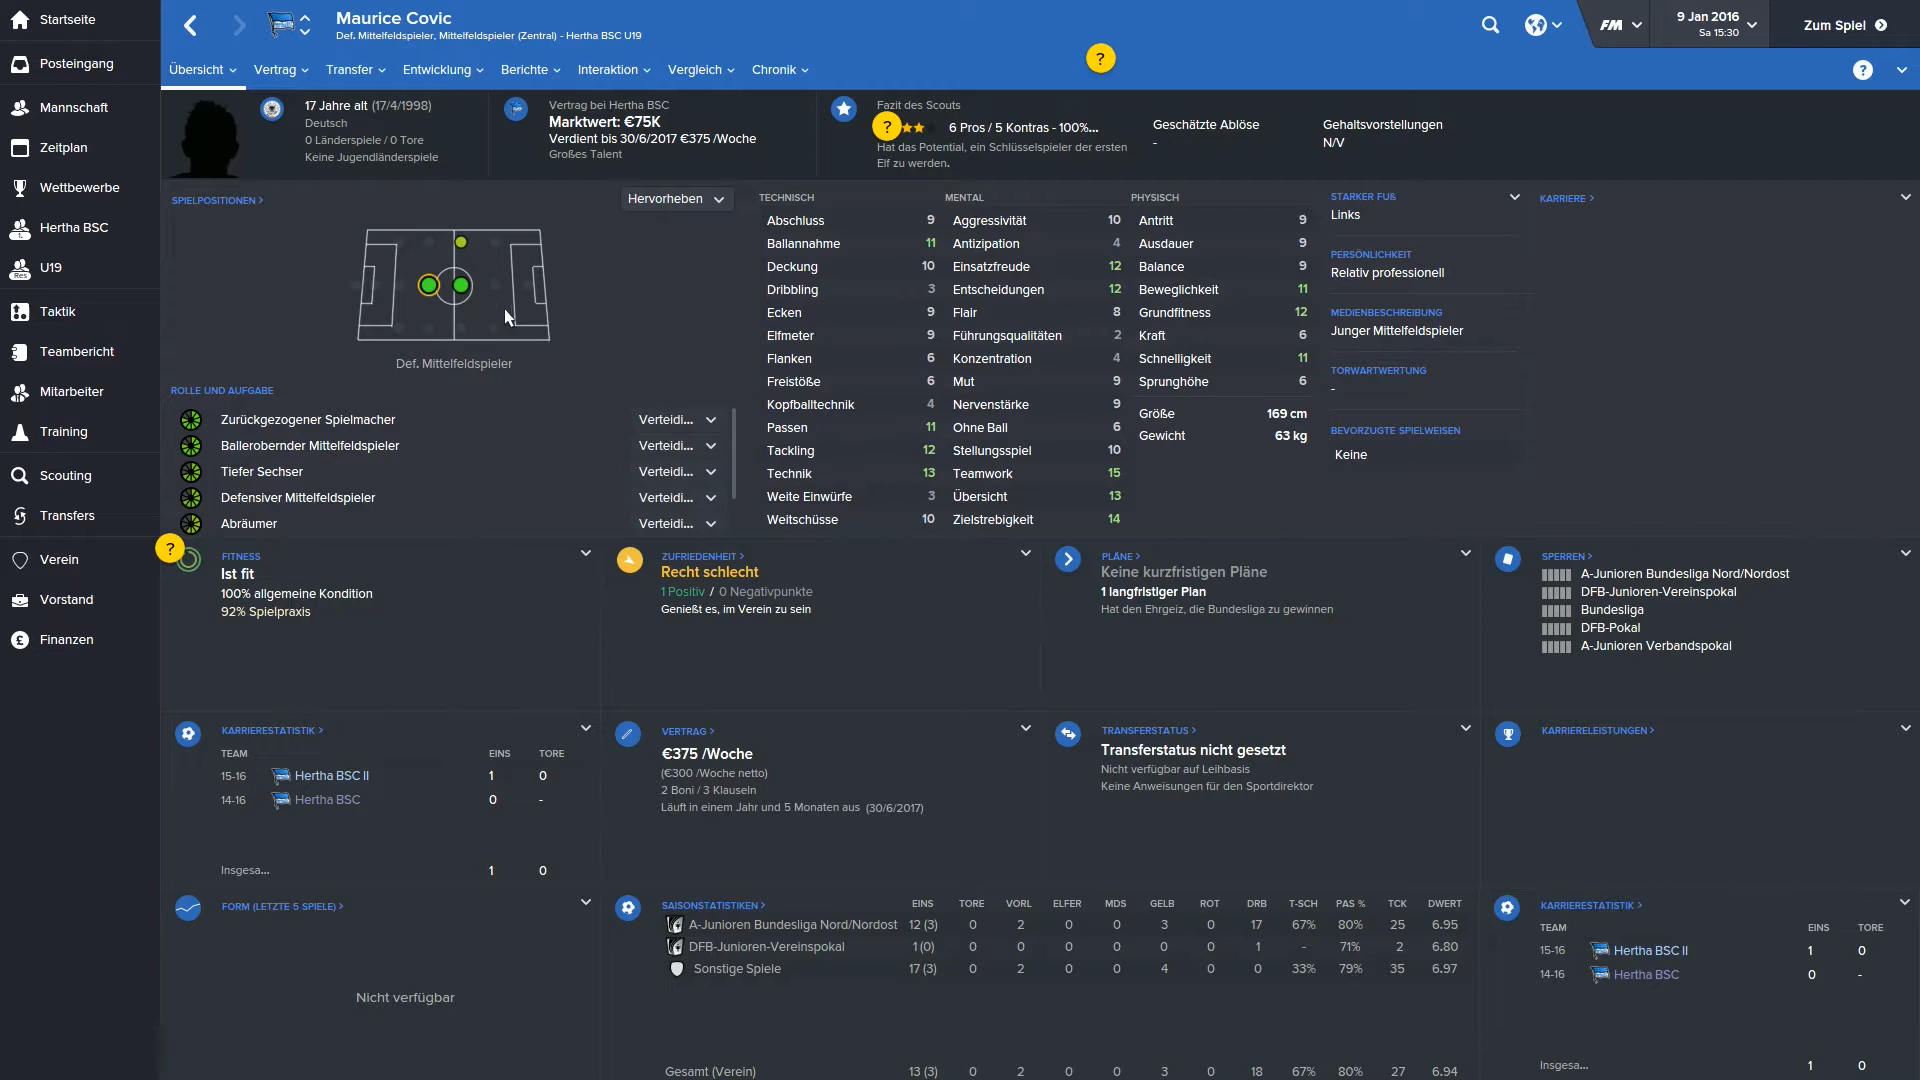 Startseite
Posteingang
Mannschaft
Zeitplan
Wettbewerbe
Hertha BSC
U19
Taktik
Teambericht
Mitarbeiter
Training
Scouting
Transfers
Verein
Vorstand
Finanzen
Maurice Covic
Def. Mittelfeldspieler, Mittelfeldspieler (Zentral) - Hertha BSC U19
FM
9 Jan 2016
Sa 15:30
Zum Spiel
Übersicht Vertrag Transfer Entwicklung Berichte Interaktion Vergleich Chronik
?
?
17 Jahre alt (17/4/1998)
Deutsch
0 Länderspiele / 0 Tore
Keine Jugendländerspiele
Vertrag bei Hertha BSC
Marktwert: €75K
Verdient bis 30/6/2017 €375 /Woche
Großes Talent
Fazit des Scouts
? 6 Pros / 5 Kontras - 100%...
Hat das Potential, ein Schlüsselspieler der ersten
Elf zu werden.
Geschätzte Ablöse
-
Gehaltsvorstellungen
N/V
SPIELPOSITIONEN >
Hervorheben
Def. Mittelfeldspieler
ROLLE UND AUFGABE
Zurückgezogener Spielmacher Verteidi...
Ballerobernder Mittelfeldspieler Verteidi...
Tiefer Sechser Verteidi...
Defensiver Mittelfeldspieler Verteidi...
Abräumer Verteidi...
TECHNISCH
Abschluss 9
Ballannahme 11
Deckung 10
Dribbling 3
Ecken 9
Elfmeter 9
Flanken 6
Freistöße 6
Kopfballtechnik 4
Passen 11
Tackling 12
Technik 13
Weite Einwürfe 3
Weitschüsse 10
MENTAL
Aggressivität 10
Antizipation 4
Einsatzfreude 12
Entscheidungen 12
Flair 8
Führungsqualitäten 2
Konzentration 4
Mut 9
Nervenstärke 9
Ohne Ball 6
Stellungsspiel 10
Teamwork 15
Übersicht 13
Zielstrebigkeit 14
PHYSISCH
Antritt 9
Ausdauer 9
Balance 9
Beweglichkeit 11
Grundfitness 12
Kraft 6
Schnelligkeit 11
Sprunghöhe 6
Größe 169 cm
Gewicht 63 kg
STARKER FUß
Links
PERSÖNLICHKEIT
Relativ professionell
MEDIENBESCHREIBUNG
Junger Mittelfeldspieler
TORWARTWERTUNG
-
BEVORZUGTE SPIELWEISEN
Keine
KARRIERE >
?
FITNESS
Ist fit
100% allgemeine Kondition
92% Spielpraxis
ZUFRIEDENHEIT >
Recht schlecht
1 Positiv / 0 Negativpunkte
Genießt es, im Verein zu sein
PLÄNE >
Keine kurzfristigen Pläne
1 langfristiger Plan
Hat den Ehrgeiz, die Bundesliga zu gewinnen
SPERREN >
A-Junioren Bundesliga Nord/Nordost
DFB-Junioren-Vereinspokal
Bundesliga
DFB-Pokal
A-Junioren Verbandspokal
KARRIERESTATISTIK >
TEAM EINS TORE
15-16 Hertha BSC II 1 0
14-16 Hertha BSC 0 -
Insgesa... 1 0
VERTRAG >
€375 /Woche
(€300 /Woche netto)
2 Boni / 3 Klauseln
Läuft in einem Jahr und 5 Monaten aus (30/6/2017)
TRANSFERSTATUS >
Transferstatus nicht gesetzt
Nicht verfügbar auf Leihbasis
Keine Anweisungen für den Sportdirektor
KARRIERELEISTUNGEN >
FORM (LETZTE 5 SPIELE) >
Nicht verfügbar
SAISONSTATISTIKEN > EINS TORE VORL ELFER MDS GELB ROT DRB T-SCH PAS % TCK DWERT
A-Junioren Bundesliga Nord/Nordost 12 (3) 0 2 0 0 3 0 17 67% 80% 25 6.95
DFB-Junioren-Vereinspokal 1 (0) 0 0 0 0 0 0 1 - 71% 2 6.80
Sonstige Spiele 17 (3) 0 2 0 0 4 0 0 33% 79% 35 6.97
Gesamt (Verein) 13 (3) 0 2 0 0 3 0 18 67% 80% 27 6.94
KARRIERESTATISTIK >
TEAM EINS TORE
15-16 Hertha BSC II 1 0
14-16 Hertha BSC 0 -
Insgesa... 1 0